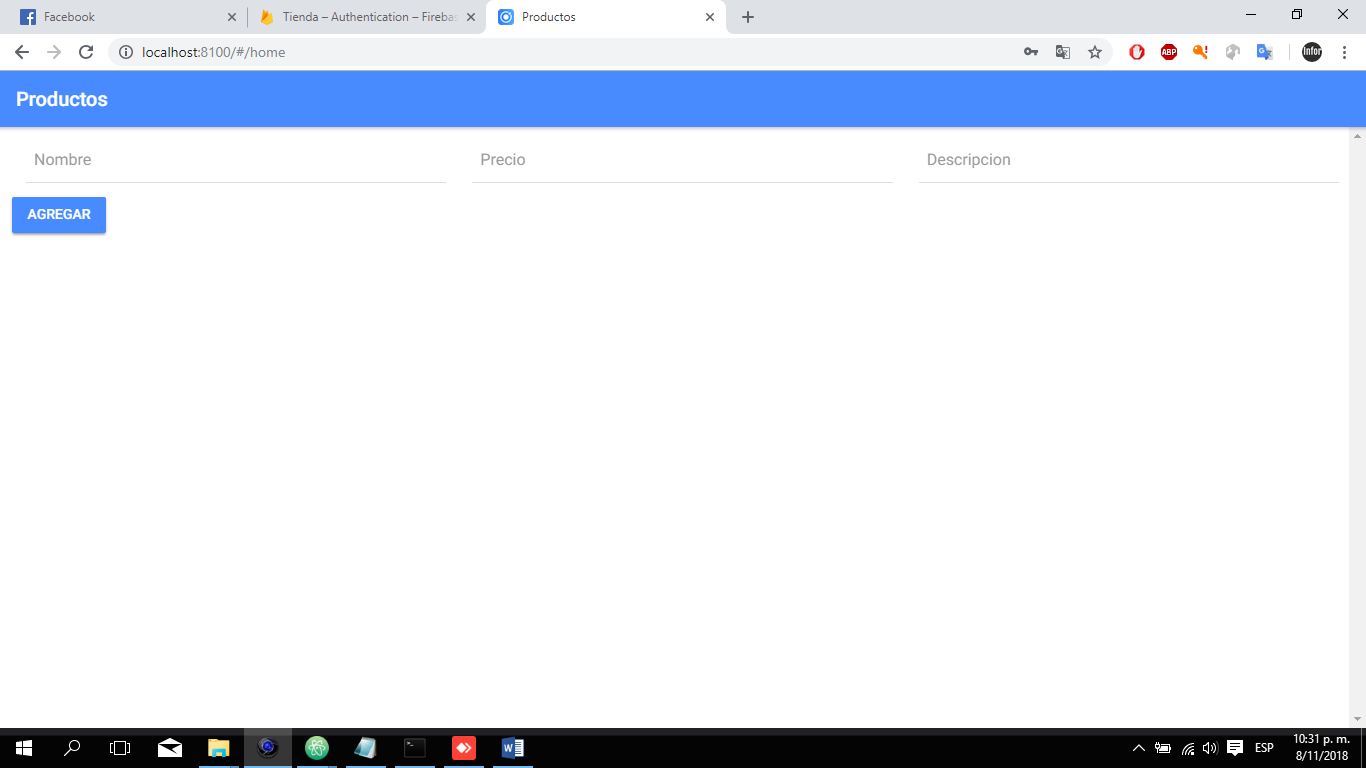 Facebook
Tienda – Authentication – Fireba
Productos
localhost:8100/#/home
ABP
Infor
Productos
Nombre
Precio
Descripcion
AGREGAR
ESP
10:31 p. m.
8/11/2018